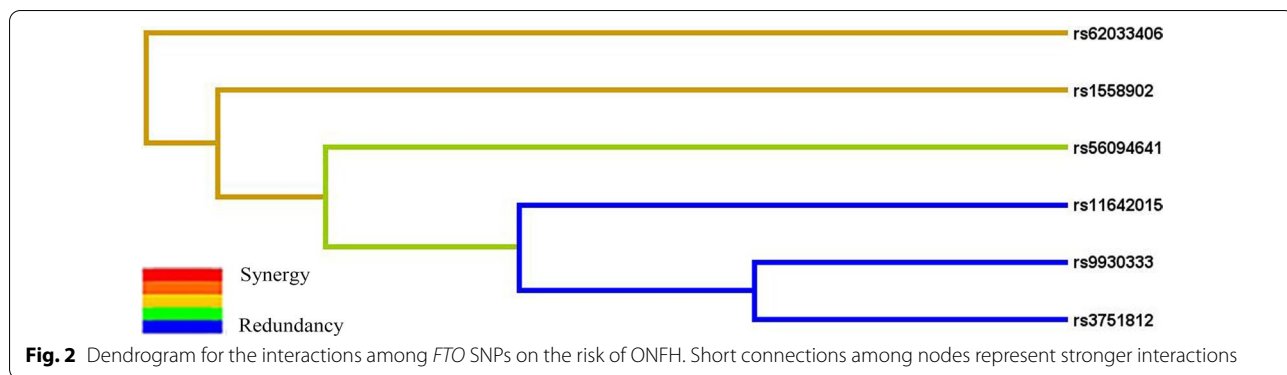 rs62033406
rs1558902
rs56094641
rs11642015
rs9930333
rs3751812
Synergy
Redundancy
Fig. 2 Dendrogram for the interactions among FTO SNPs on the risk of ONFH. Short connections among nodes represent stronger interactions